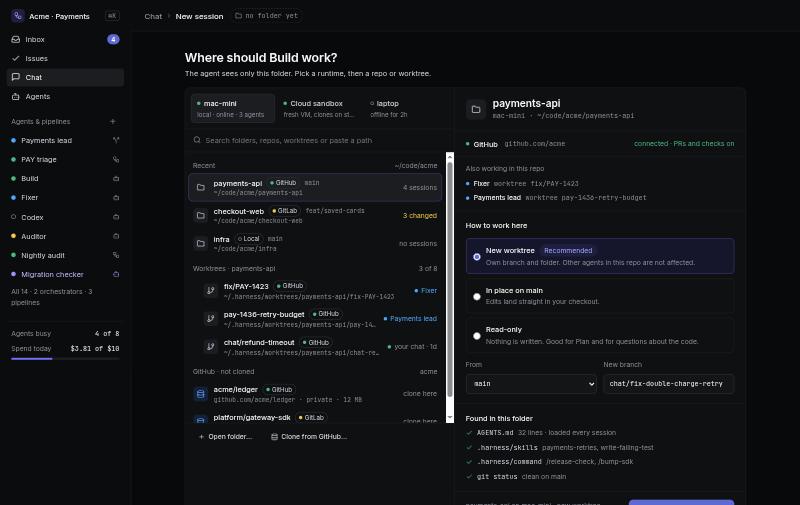 Acme · Payments
⌘K
Inbox
4
Issues
Chat
Agents
Agents & pipelines
Payments lead
PAY triage
Build
Fixer
Codex
Auditor
Nightly audit
Migration checker
All 14 · 2 orchestrators · 3
pipelines
Agents busy 4 of 8
Spend today $3.81 of $10
Chat › New session no folder yet
Where should Build work?
The agent sees only this folder. Pick a runtime, then a repo or worktree.
mac-mini
local · online · 3 agents
Cloud sandbox
fresh VM, clones on st...
laptop
offline for 2h
Search folders, repos, worktrees or paste a path
Recent ~/code/acme
payments-api GitHub main
~/code/acme/payments-api
4 sessions
checkout-web GitLab feat/saved-cards
~/code/acme/checkout-web
3 changed
infra Local main
~/code/acme/infra
no sessions
Worktrees · payments-api 3 of 8
fix/PAY-1423 GitHub
~/.harness/worktrees/payments-api/fix-PAY-1423
Fixer
pay-1436-retry-budget GitHub
~/.harness/worktrees/payments-api/pay-14…
Payments lead
chat/refund-timeout GitHub
~/.harness/worktrees/payments-api/chat-re…
your chat · 1d
GitHub · not cloned acme
acme/ledger GitHub
github.com/acme/ledger · private · 12 MB
clone here
platform/gateway-sdk GitLab
clone here
Open folder...
Clone from GitHub...
payments-api
mac-mini · ~/code/acme/payments-api
GitHub github.com/acme connected · PRs and checks on
Also working in this repo
Fixer worktree fix/PAY-1423
Payments lead worktree pay-1436-retry-budget
How to work here
New worktree Recommended
Own branch and folder. Other agents in this repo are not affected.
In place on main
Edits land straight in your checkout.
Read-only
Nothing is written. Good for Plan and for questions about the code.
From
main
New branch
chat/fix-double-charge-retry
Found in this folder
AGENTS.md 32 lines · loaded every session
.harness/skills payments-retries, write-failing-test
.harness/command /release-check, /bump-sdk
git status clean on main